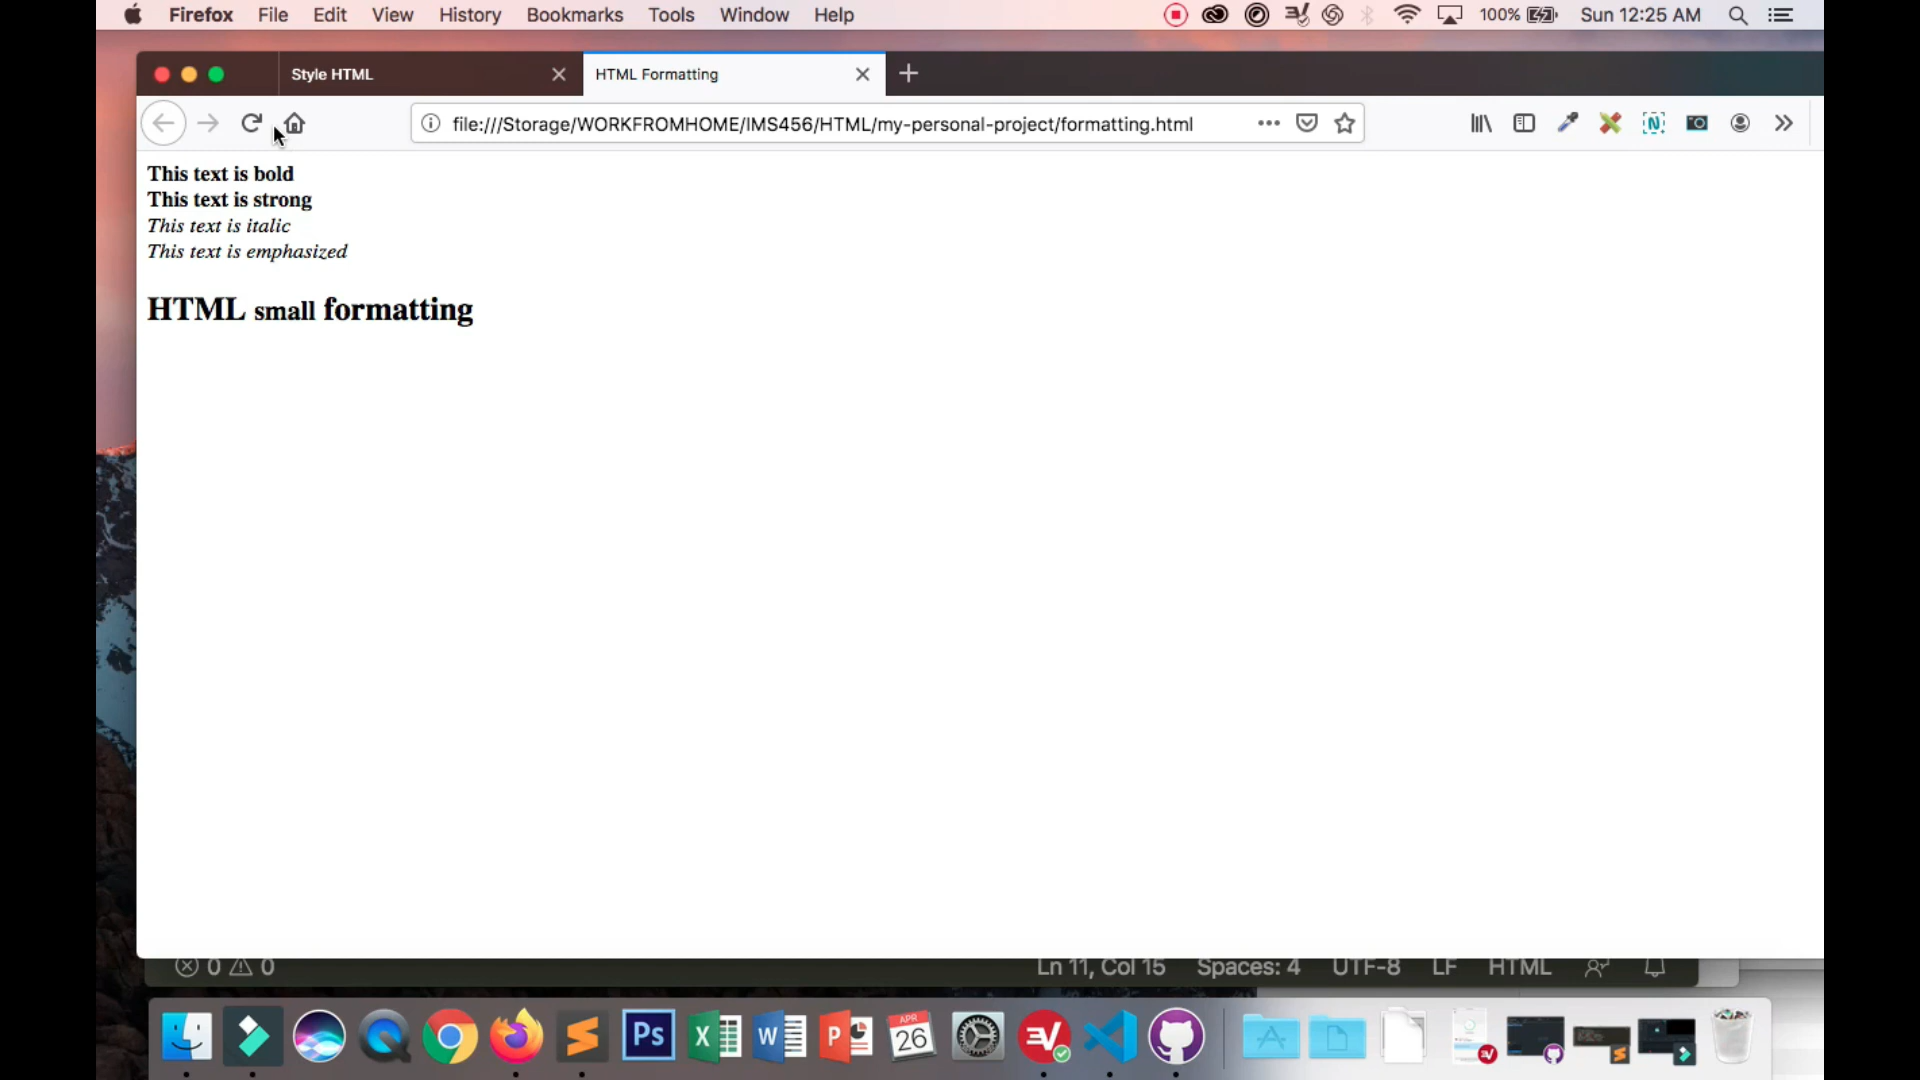 Firefox File Edit View History Bookmarks Tools Window Help 100% Sun 12:25 AM
Style HTML HTML Formatting
file:///Storage/WORKFROMHOME/IMS456/HTML/my-personal-project/formatting.html
This text is bold
This text is strong
This text is italic
This text is emphasized
HTML small formatting
0 0 Ln 11, Col 15 Spaces: 4 UTF-8 LF HTML
Ps X W P APR 26